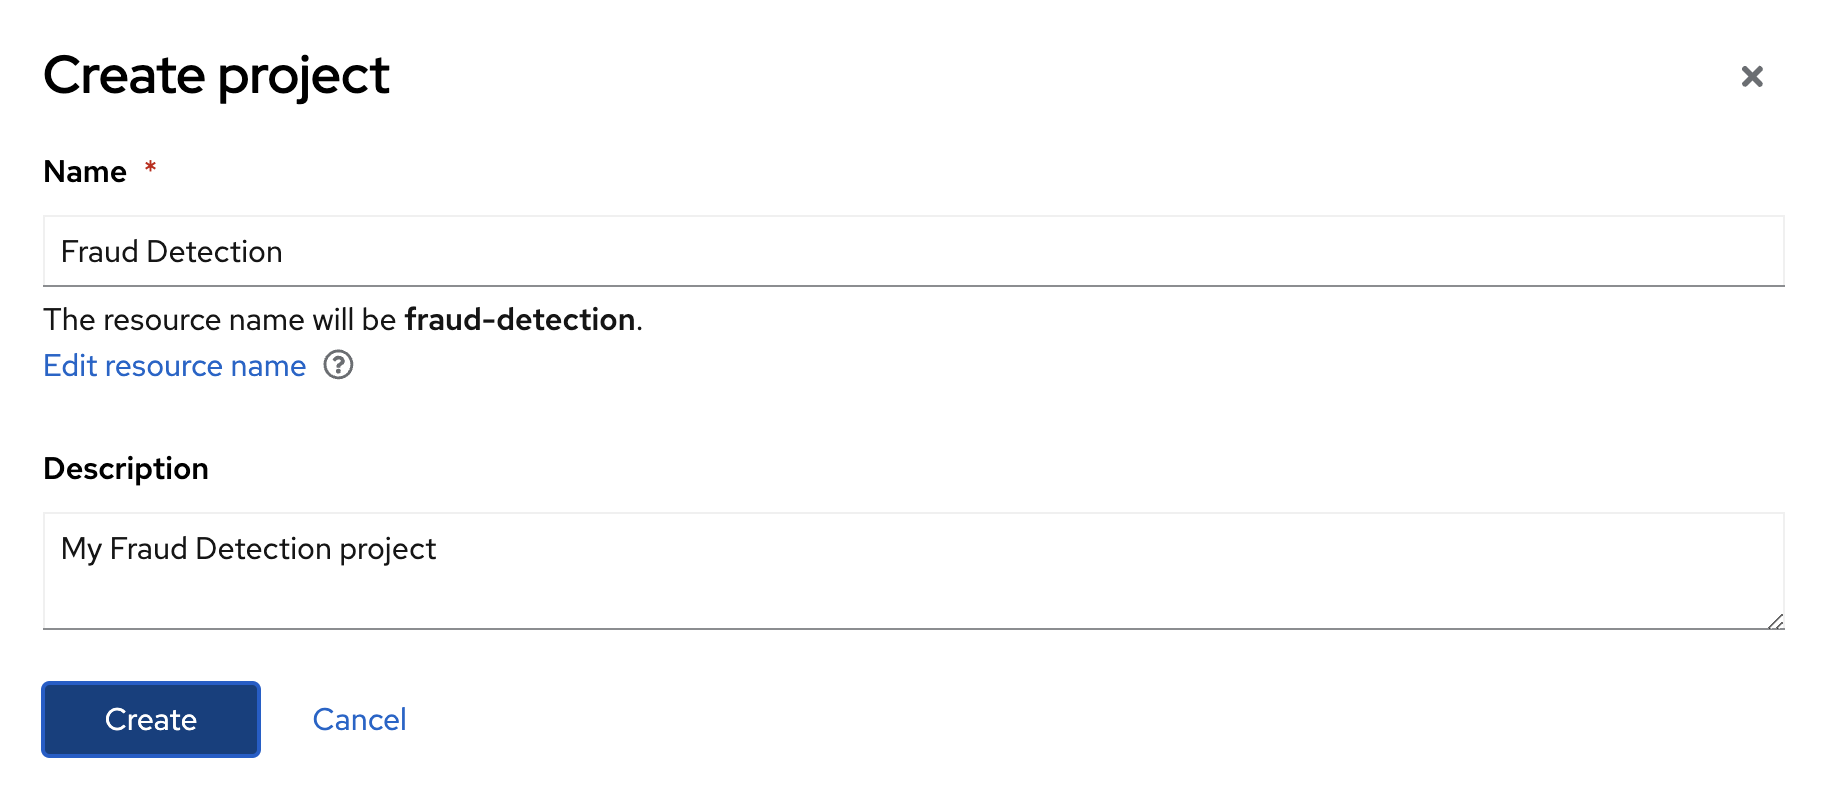 Create project
Name *
Fraud Detection
The resource name will be fraud-detection.
Edit resource name
Description
My Fraud Detection project
Create Cancel